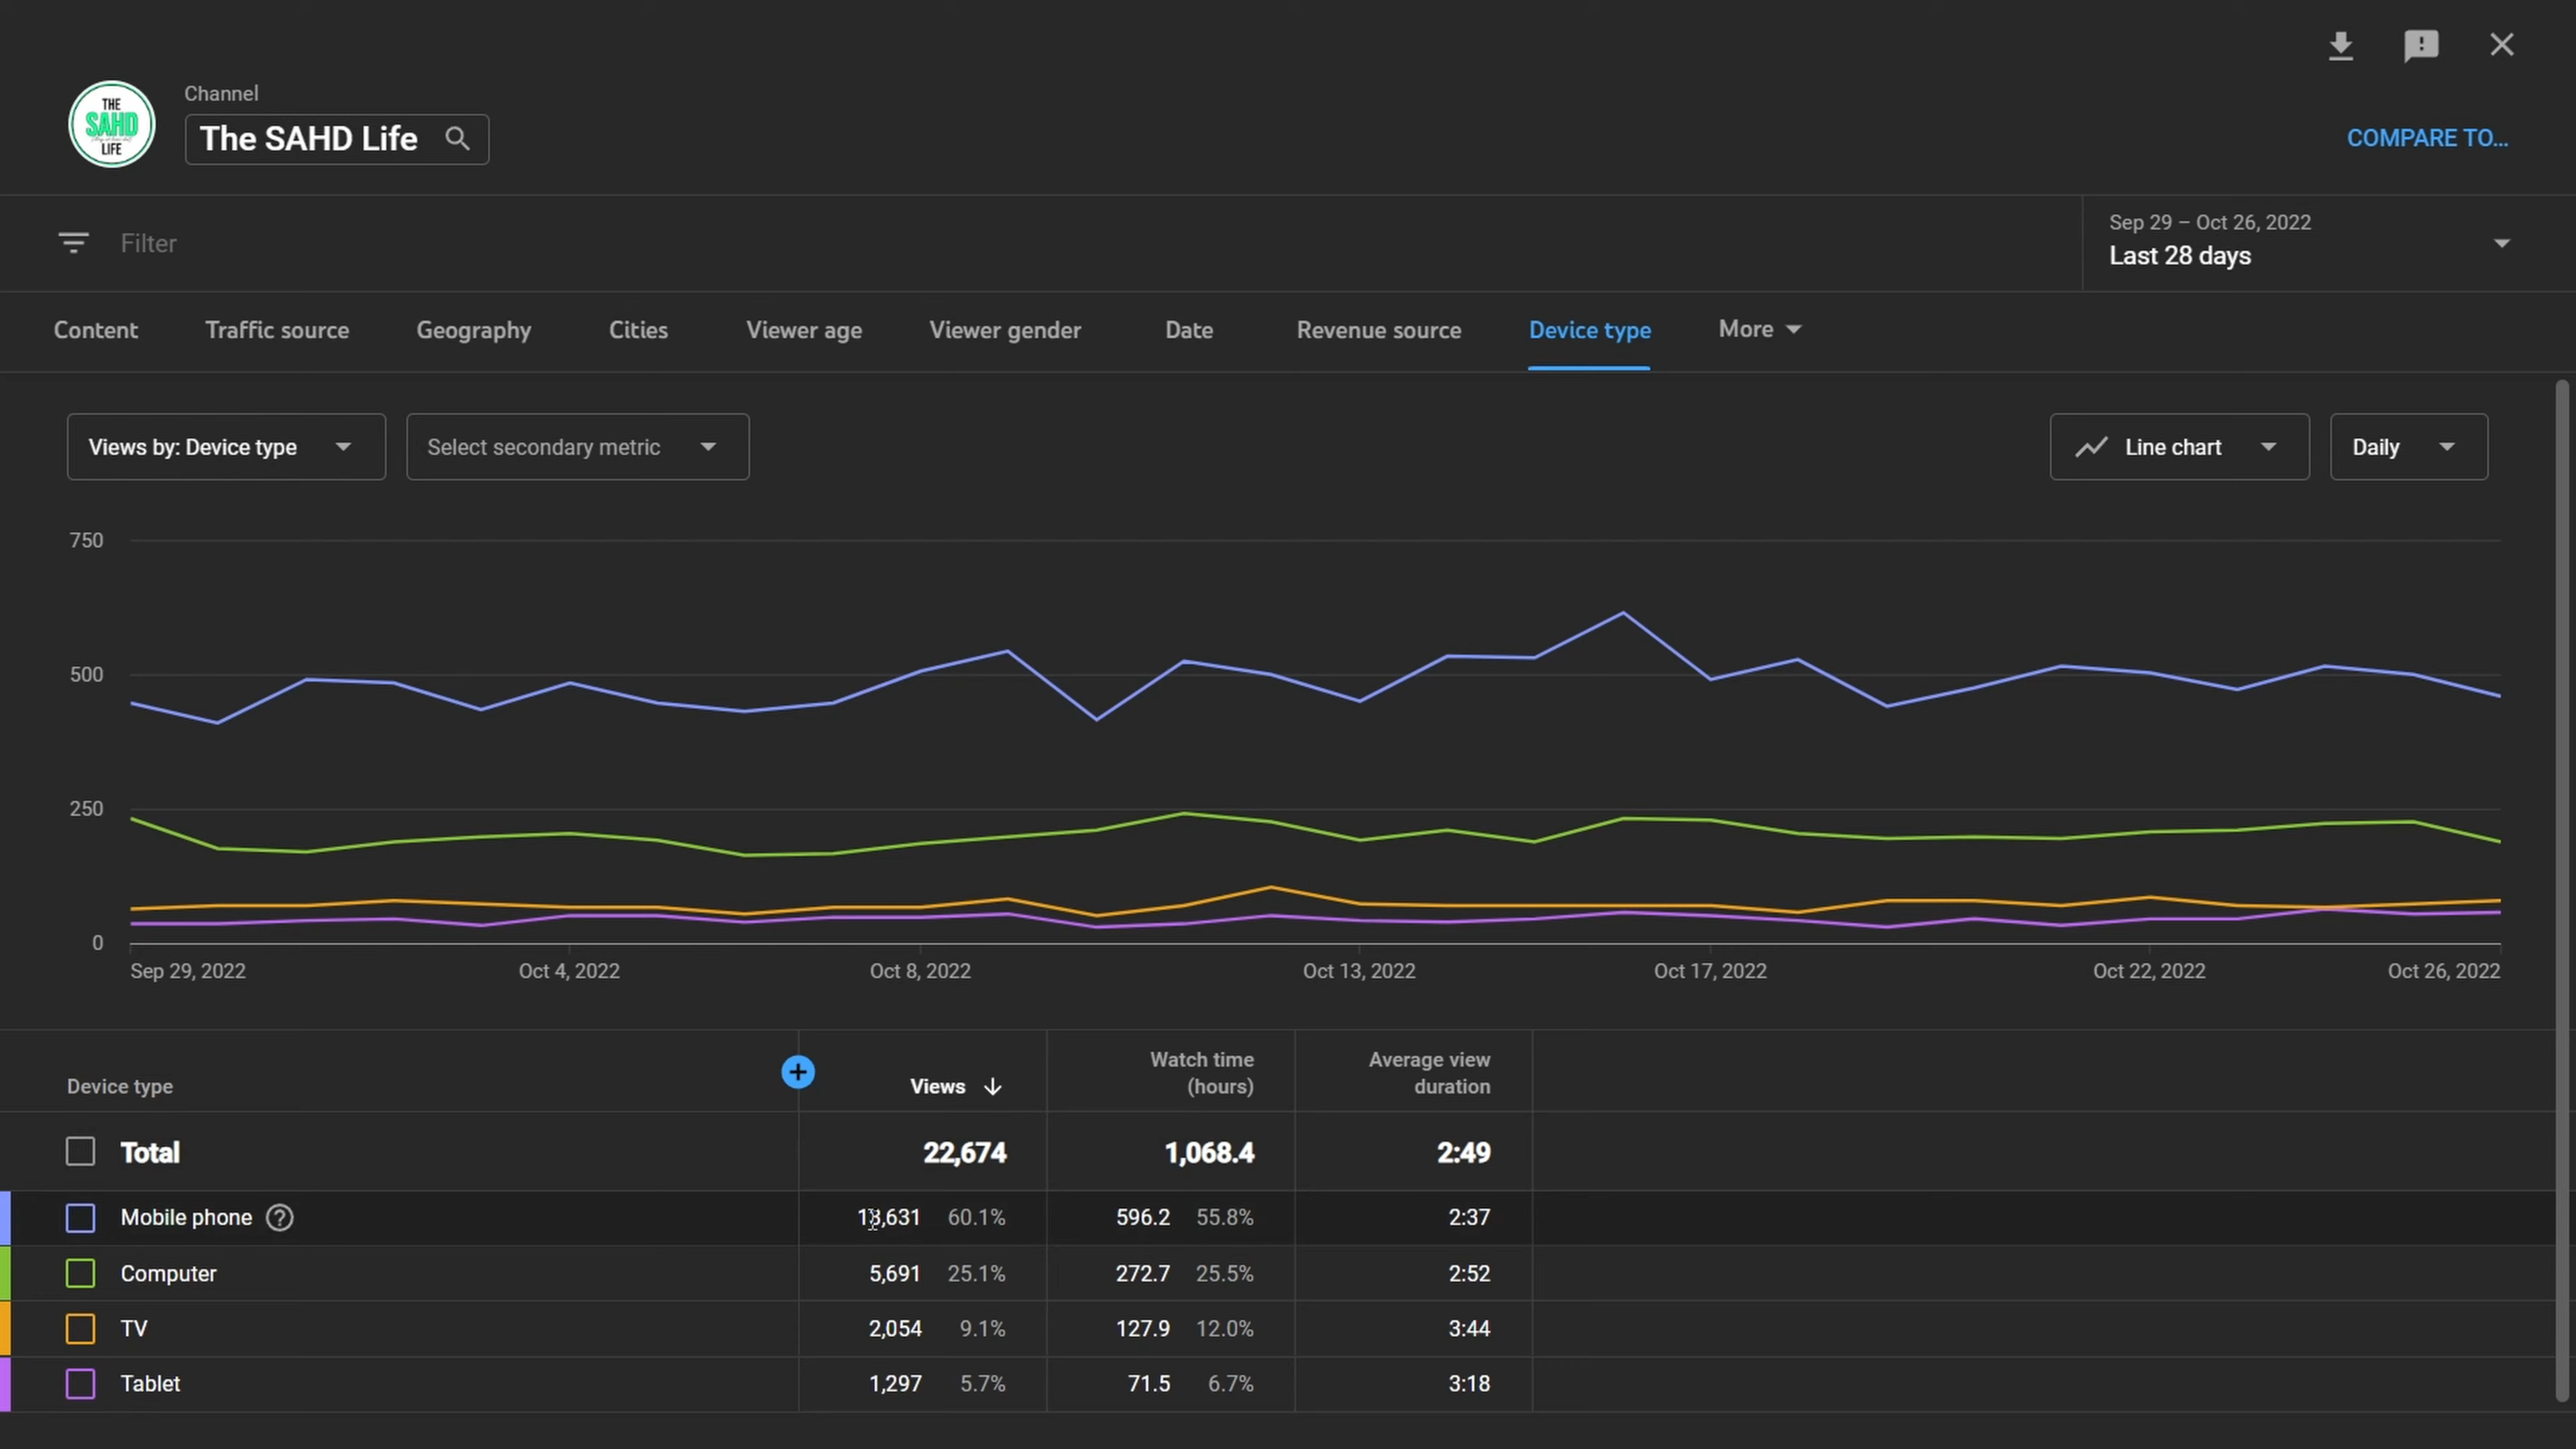 Channel
THE
SAHD
LIFE
The SAHD Life
COMPARE TO...
Filter
Sep 29 – Oct 26, 2022
Last 28 days
Content Traffic source Geography Cities Viewer age Viewer gender Date Revenue source Device type More
Views by: Device type Select secondary metric Line chart Daily
750
500
250
0
Sep 29, 2022 Oct 4, 2022 Oct 8, 2022 Oct 13, 2022 Oct 17, 2022 Oct 22, 2022 Oct 26, 2022
Device type Views Watch time (hours) Average view duration
Total 22,674 1,068.4 2:49
Mobile phone 13,631 60.1% 596.2 55.8% 2:37
Computer 5,691 25.1% 272.7 25.5% 2:52
TV 2,054 9.1% 127.9 12.0% 3:44
Tablet 1,297 5.7% 71.5 6.7% 3:18